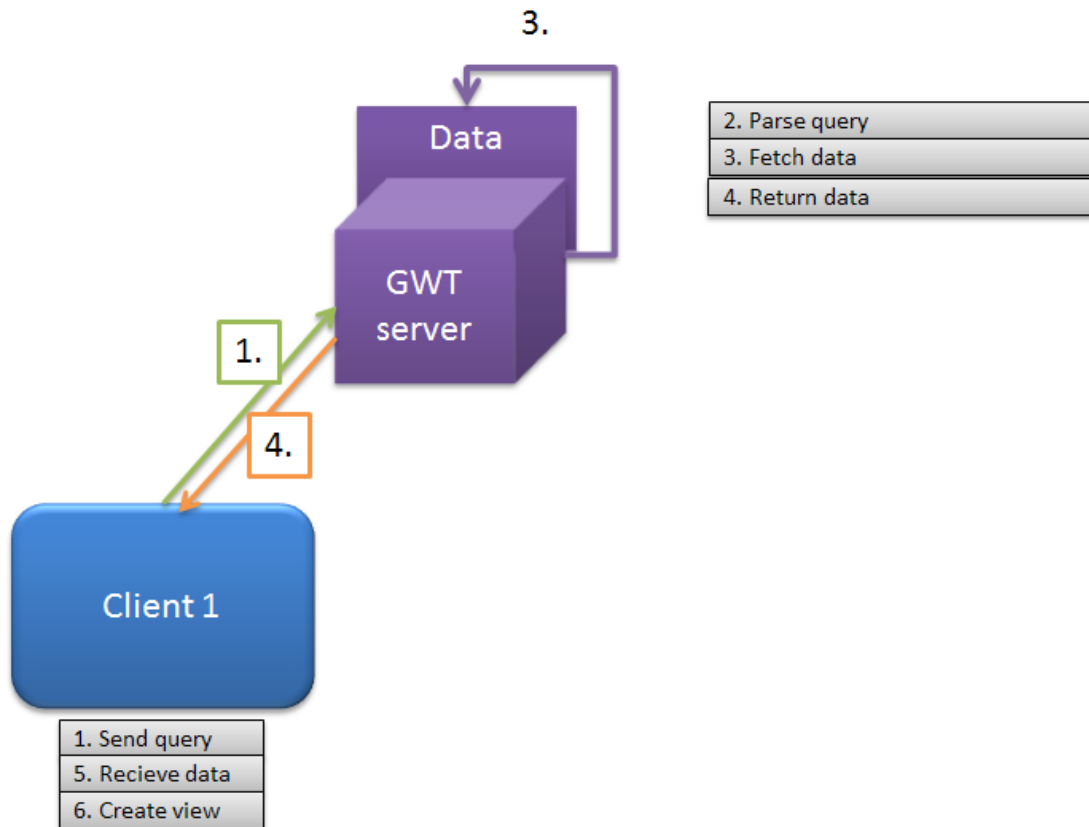 3.
Data
2. Parse query
3. Fetch data
4. Return data
GWT
server
1.
4.
Client 1
1. Send query
5. Recieve data
6. Create view